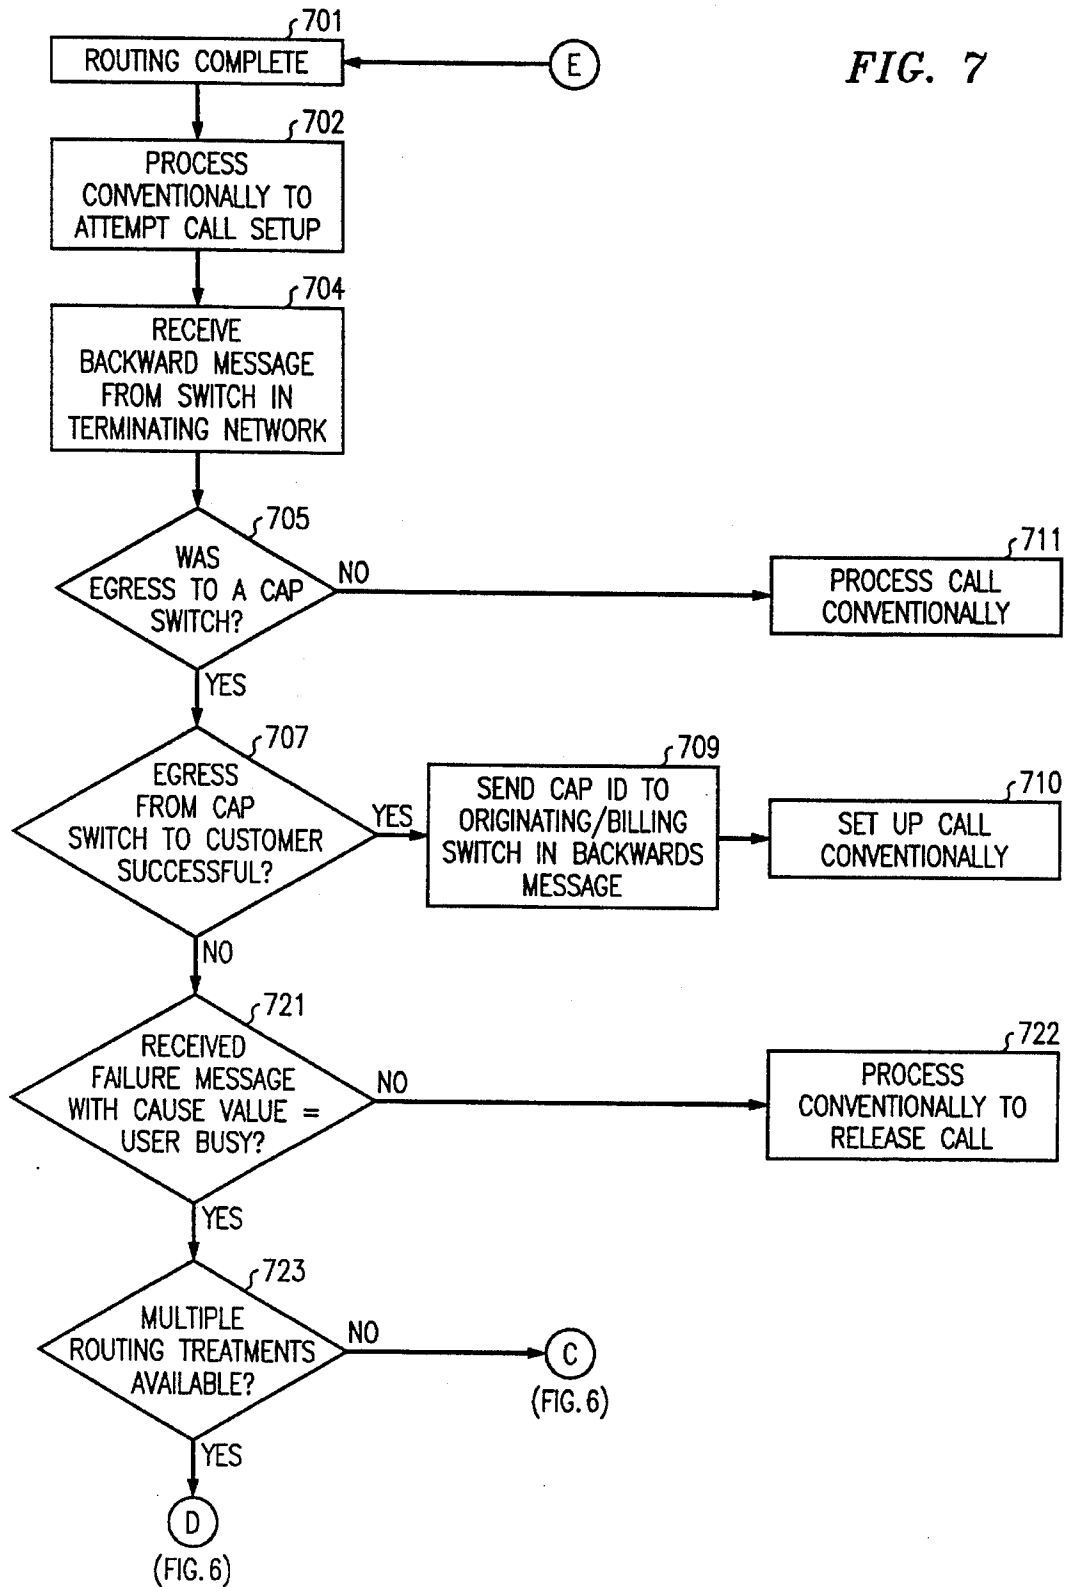 701
ROUTING COMPLETE
E
FIG. 7
702
PROCESS
CONVENTIONALLY TO
ATTEMPT CALL SETUP
704
RECEIVE
BACKWARD MESSAGE
FROM SWITCH IN
TERMINATING NETWORK
705
WAS
EGRESS TO A CAP
SWITCH?
NO
711
PROCESS CALL
CONVENTIONALLY
YES
707
EGRESS
FROM CAP
SWITCH TO CUSTOMER
SUCCESSFUL?
YES
709
SEND CAP ID TO
ORIGINATING/BILLING
SWITCH IN BACKWARDS
MESSAGE
710
SET UP CALL
CONVENTIONALLY
NO
721
RECEIVED
FAILURE MESSAGE
WITH CAUSE VALUE =
USER BUSY?
NO
722
PROCESS
CONVENTIONALLY TO
RELEASE CALL
YES
723
MULTIPLE
ROUTING TREATMENTS
AVAILABLE?
NO
C
(FIG. 6)
YES
D
(FIG. 6)